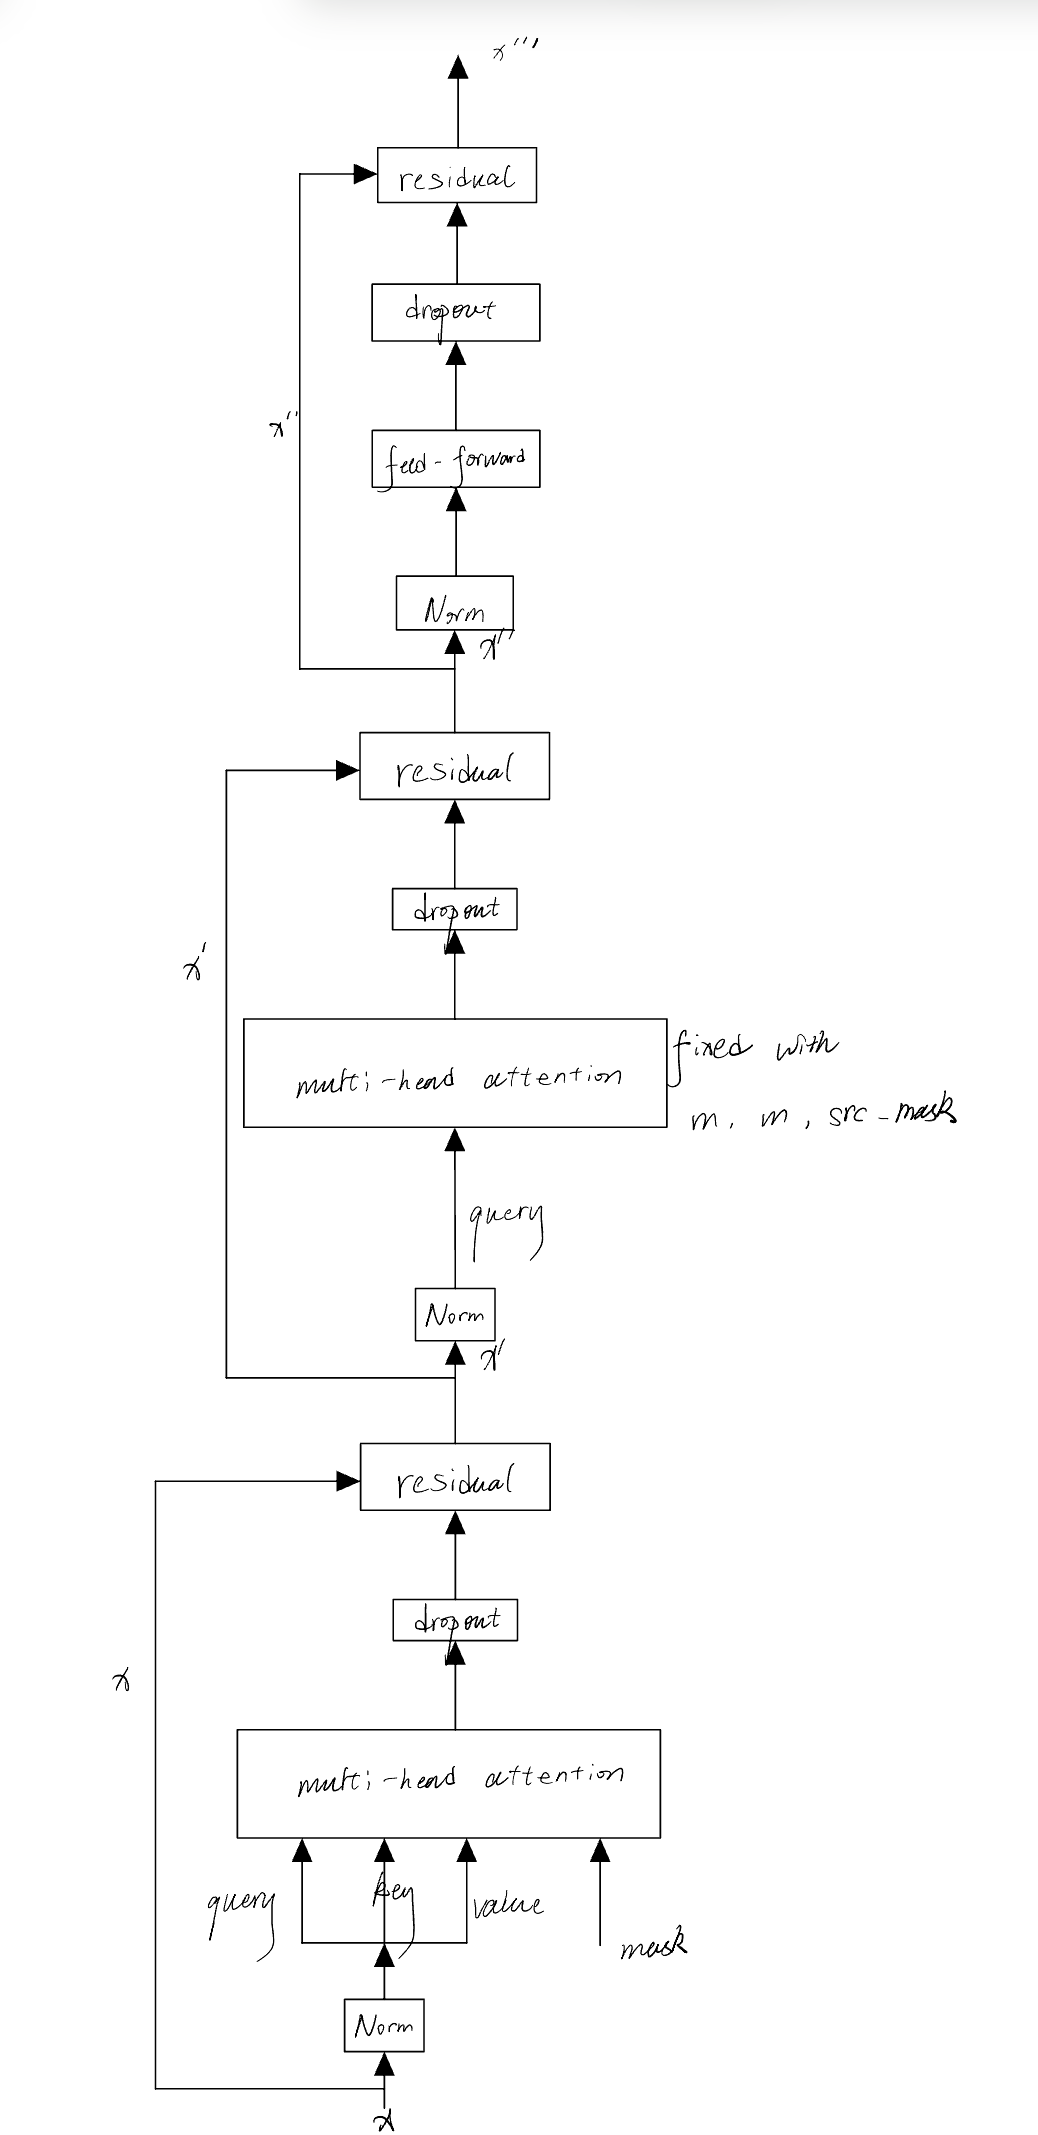 x'''
residual
dropout
x''
feed-forward
Norm
x''
residual
dropout
x'
fixed with
multi-head attention
m, m, src-mask
query
Norm
x'
residual
dropout
x
multi-head attention
query
key
value
mask
Norm
x